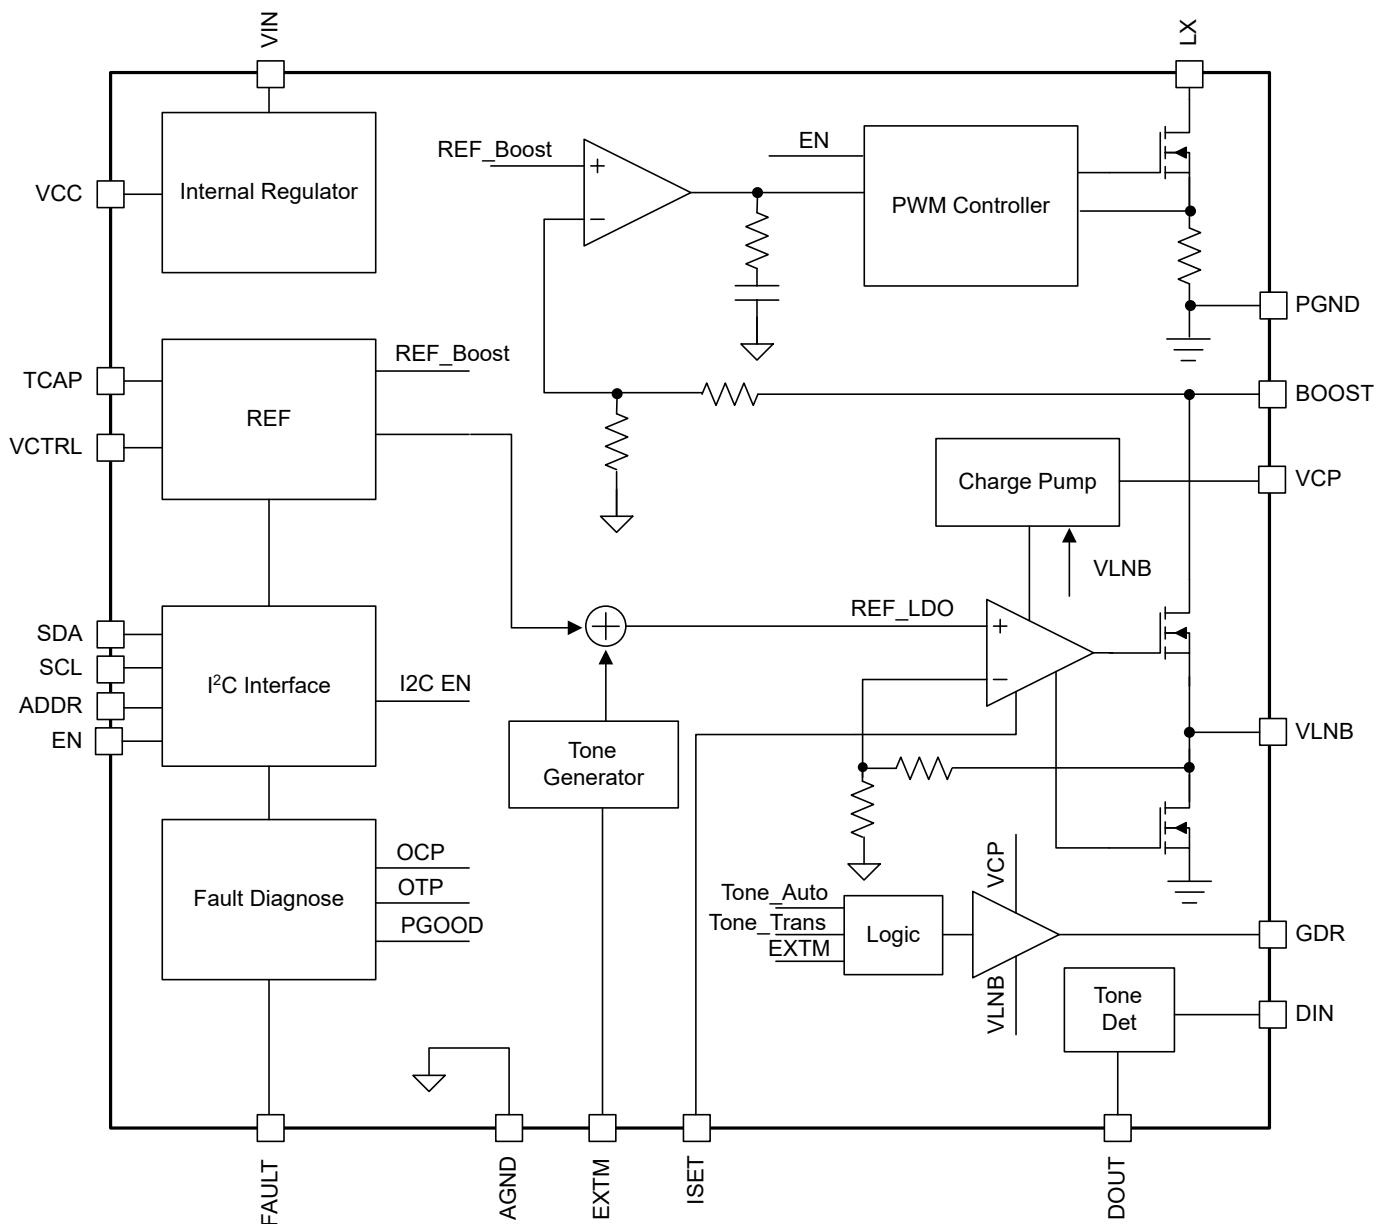 VIN
LX
REF_Boost
EN
+
−
Internal Regulator
PWM Controller
VCC
PGND
REF_Boost
TCAP
REF
VCTRL
BOOST
Charge Pump
VCP
VLNB
REF_LDO
+
−
SDA
SCL
ADDR
EN
I²C Interface
I2C EN
Tone
Generator
VLNB
OCP
OTP
PGOOD
Fault Diagnose
Tone_Auto
Tone_Trans
EXTM
Logic
VCP
VLNB
GDR
Tone
Det
DIN
FAULT
AGND
EXTM
ISET
DOUT